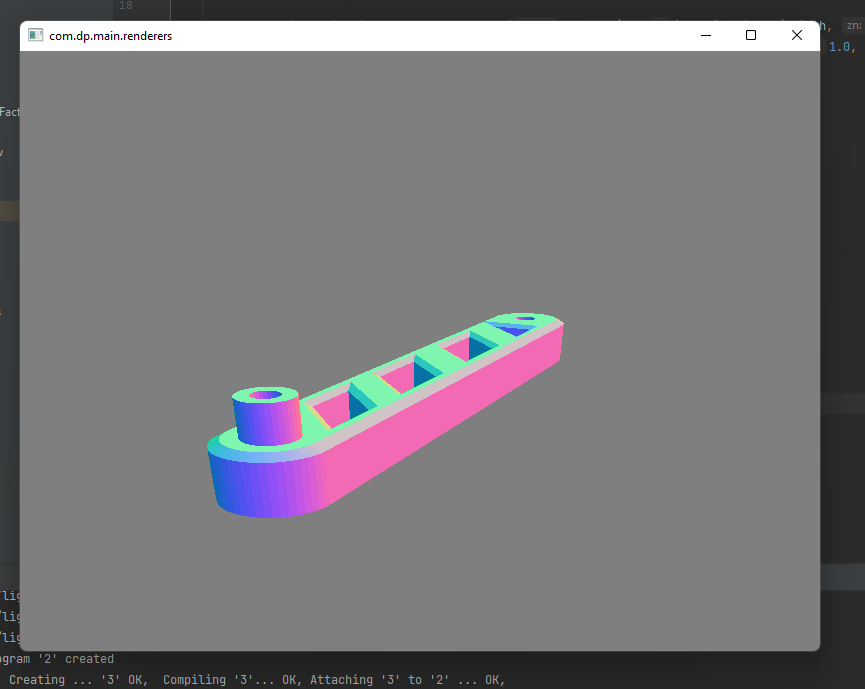 18
com.dp.main.renderers
h, zn:
1.0,
Fact
/lig
/lig
/lig
ogram '2' created
Creating ... '3' OK, Compiling '3'... OK, Attaching '3' to '2' ... OK,